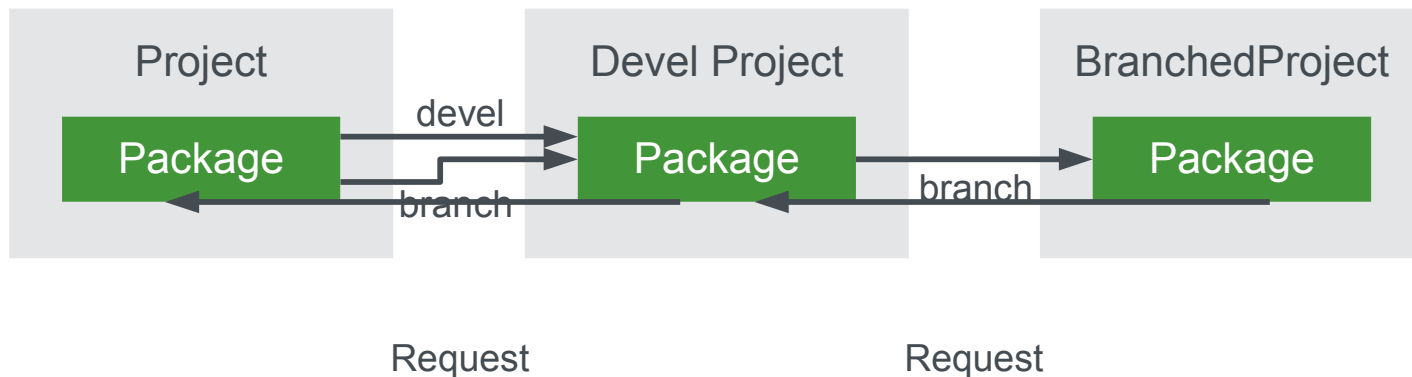 Project
Devel Project
BranchedProject
devel
Package
Package
Package
branch
branch
Request
Request